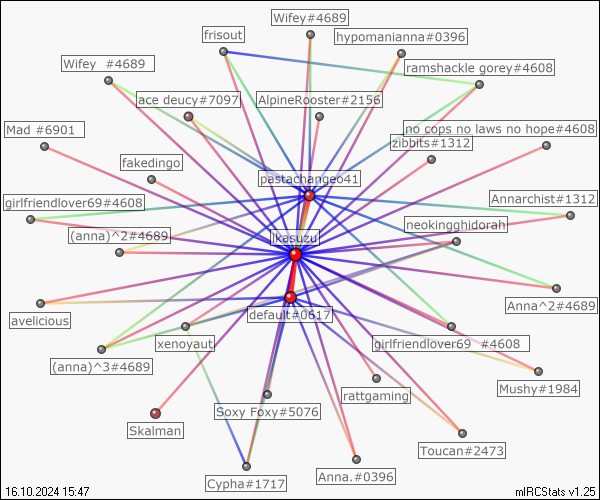 Wifey#4689
frisout
hypomanianna#0396
Wifey  #4689
ramshackle gorey#4608
ace deucy#7097
AlpineRooster#2156
Mad #6901
no cops no laws no hope#4608
zibbits#1312
fakedingo
pastachangeo41
girlfriendlover69#4608
Annarchist#1312
neokingghidorah
(anna)^2#4689
ikasuzu
Anna^2#4689
avelicious
default#0617
xenoyaut
girlfriendlover69  #4608
(anna)^3#4689
Mushy#1984
rattgaming
Soxy Foxy#5076
Skalman
Toucan#2473
Anna.#0396
Cypha#1717
16.10.2024 15:47
mIRCStats v1.25